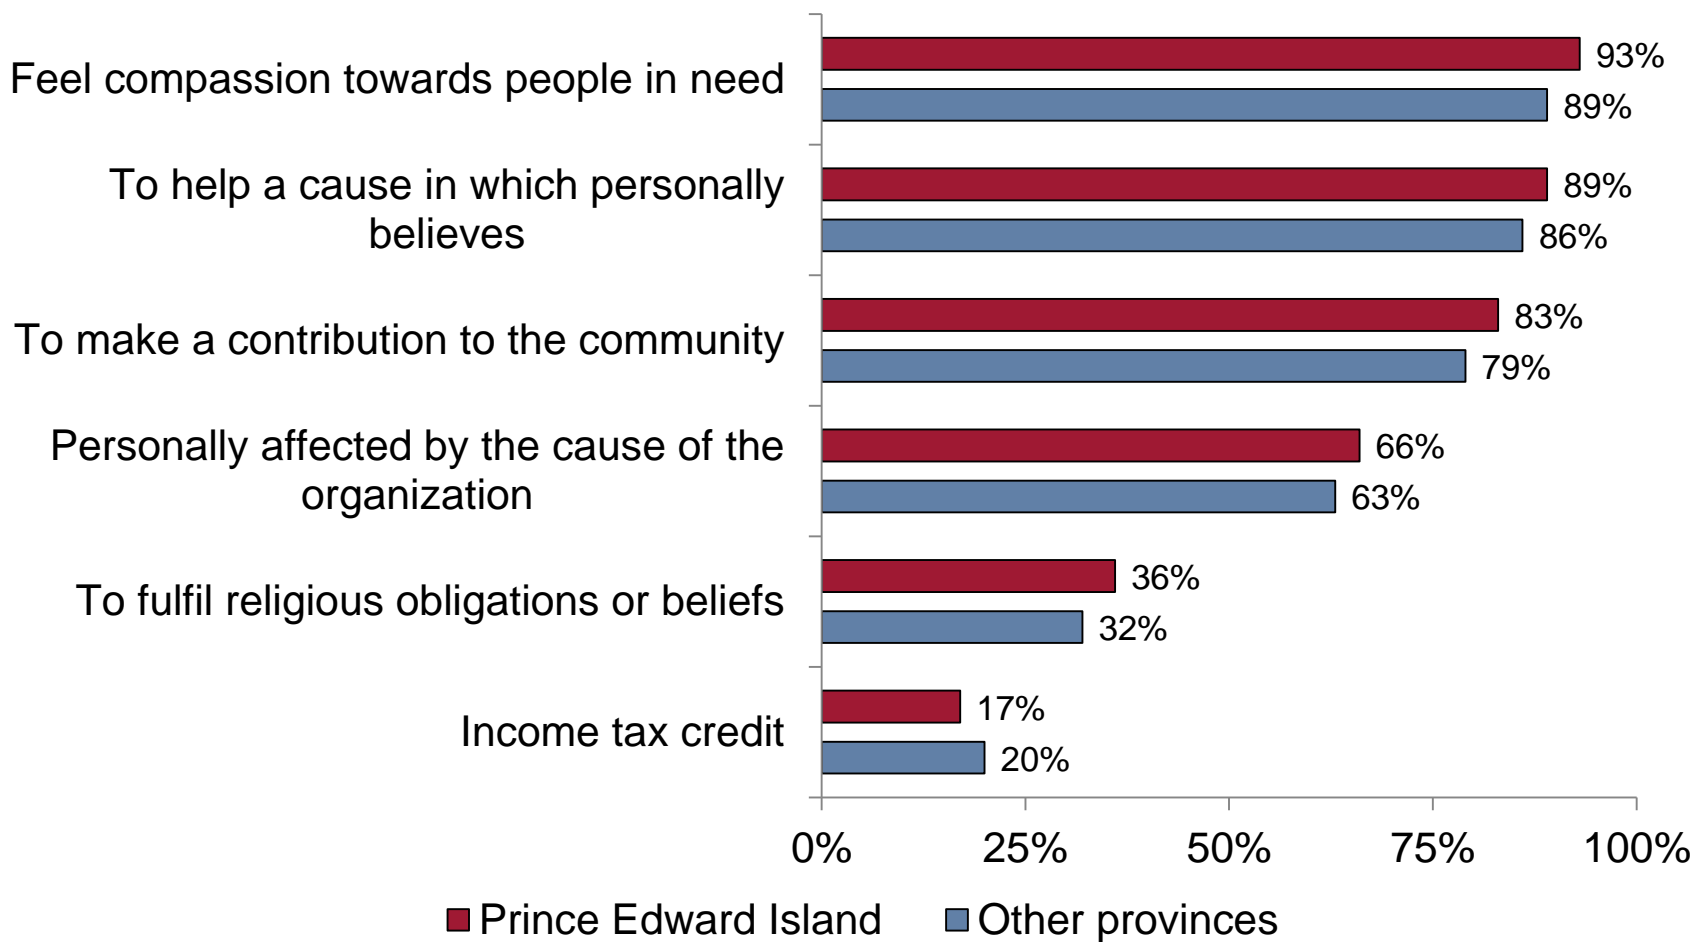 Feel compassion towards people in need
93%
89%
To help a cause in which personally
believes
89%
86%
To make a contribution to the community
83%
79%
Personally affected by the cause of the
organization
66%
63%
To fulfil religious obligations or beliefs
36%
32%
Income tax credit
17%
20%
0% 25% 50% 75% 100%
Prince Edward Island Other provinces